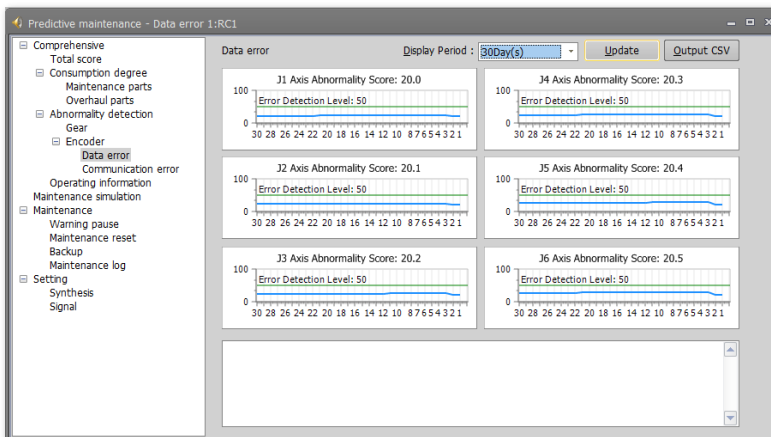 Predictive maintenance - Data error 1:RC1
Comprehensive
Total score
Consumption degree
Maintenance parts
Overhaul parts
Abnormality detection
Gear
Encoder
Data error
Communication error
Operating information
Maintenance simulation
Maintenance
Warning pause
Maintenance reset
Backup
Maintenance log
Setting
Synthesis
Signal
Data error
Display Period : 30Day(s) Update Output CSV
J1 Axis Abnormality Score: 20.0
100
Error Detection Level: 50
0
30 28 26 24 22 20 18 16 14 12 10 8 7 6 5 4 3 2 1
J4 Axis Abnormality Score: 20.3
100
Error Detection Level: 50
0
30 28 26 24 22 20 18 16 14 12 10 8 7 6 5 4 3 2 1
J2 Axis Abnormality Score: 20.1
100
Error Detection Level: 50
0
30 28 26 24 22 20 18 16 14 12 10 8 7 6 5 4 3 2 1
J5 Axis Abnormality Score: 20.4
100
Error Detection Level: 50
0
30 28 26 24 22 20 18 16 14 12 10 8 7 6 5 4 3 2 1
J3 Axis Abnormality Score: 20.2
100
Error Detection Level: 50
0
30 28 26 24 22 20 18 16 14 12 10 8 7 6 5 4 3 2 1
J6 Axis Abnormality Score: 20.5
100
Error Detection Level: 50
0
30 28 26 24 22 20 18 16 14 12 10 8 7 6 5 4 3 2 1